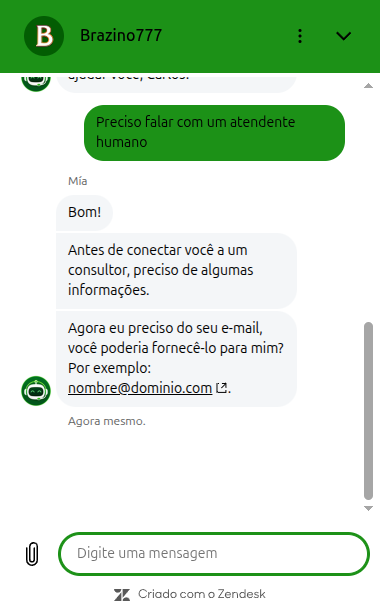 B Brazino777
ajudar você, Carlos.
Preciso falar com um atendente
humano
Mía
Bom!
Antes de conectar você a um
consultor, preciso de algumas
informações.
Agora eu preciso do seu e-mail,
você poderia fornecê-lo para mim?
Por exemplo:
nombre@dominio.com.
Agora mesmo.
Digite uma mensagem
Criado com o Zendesk